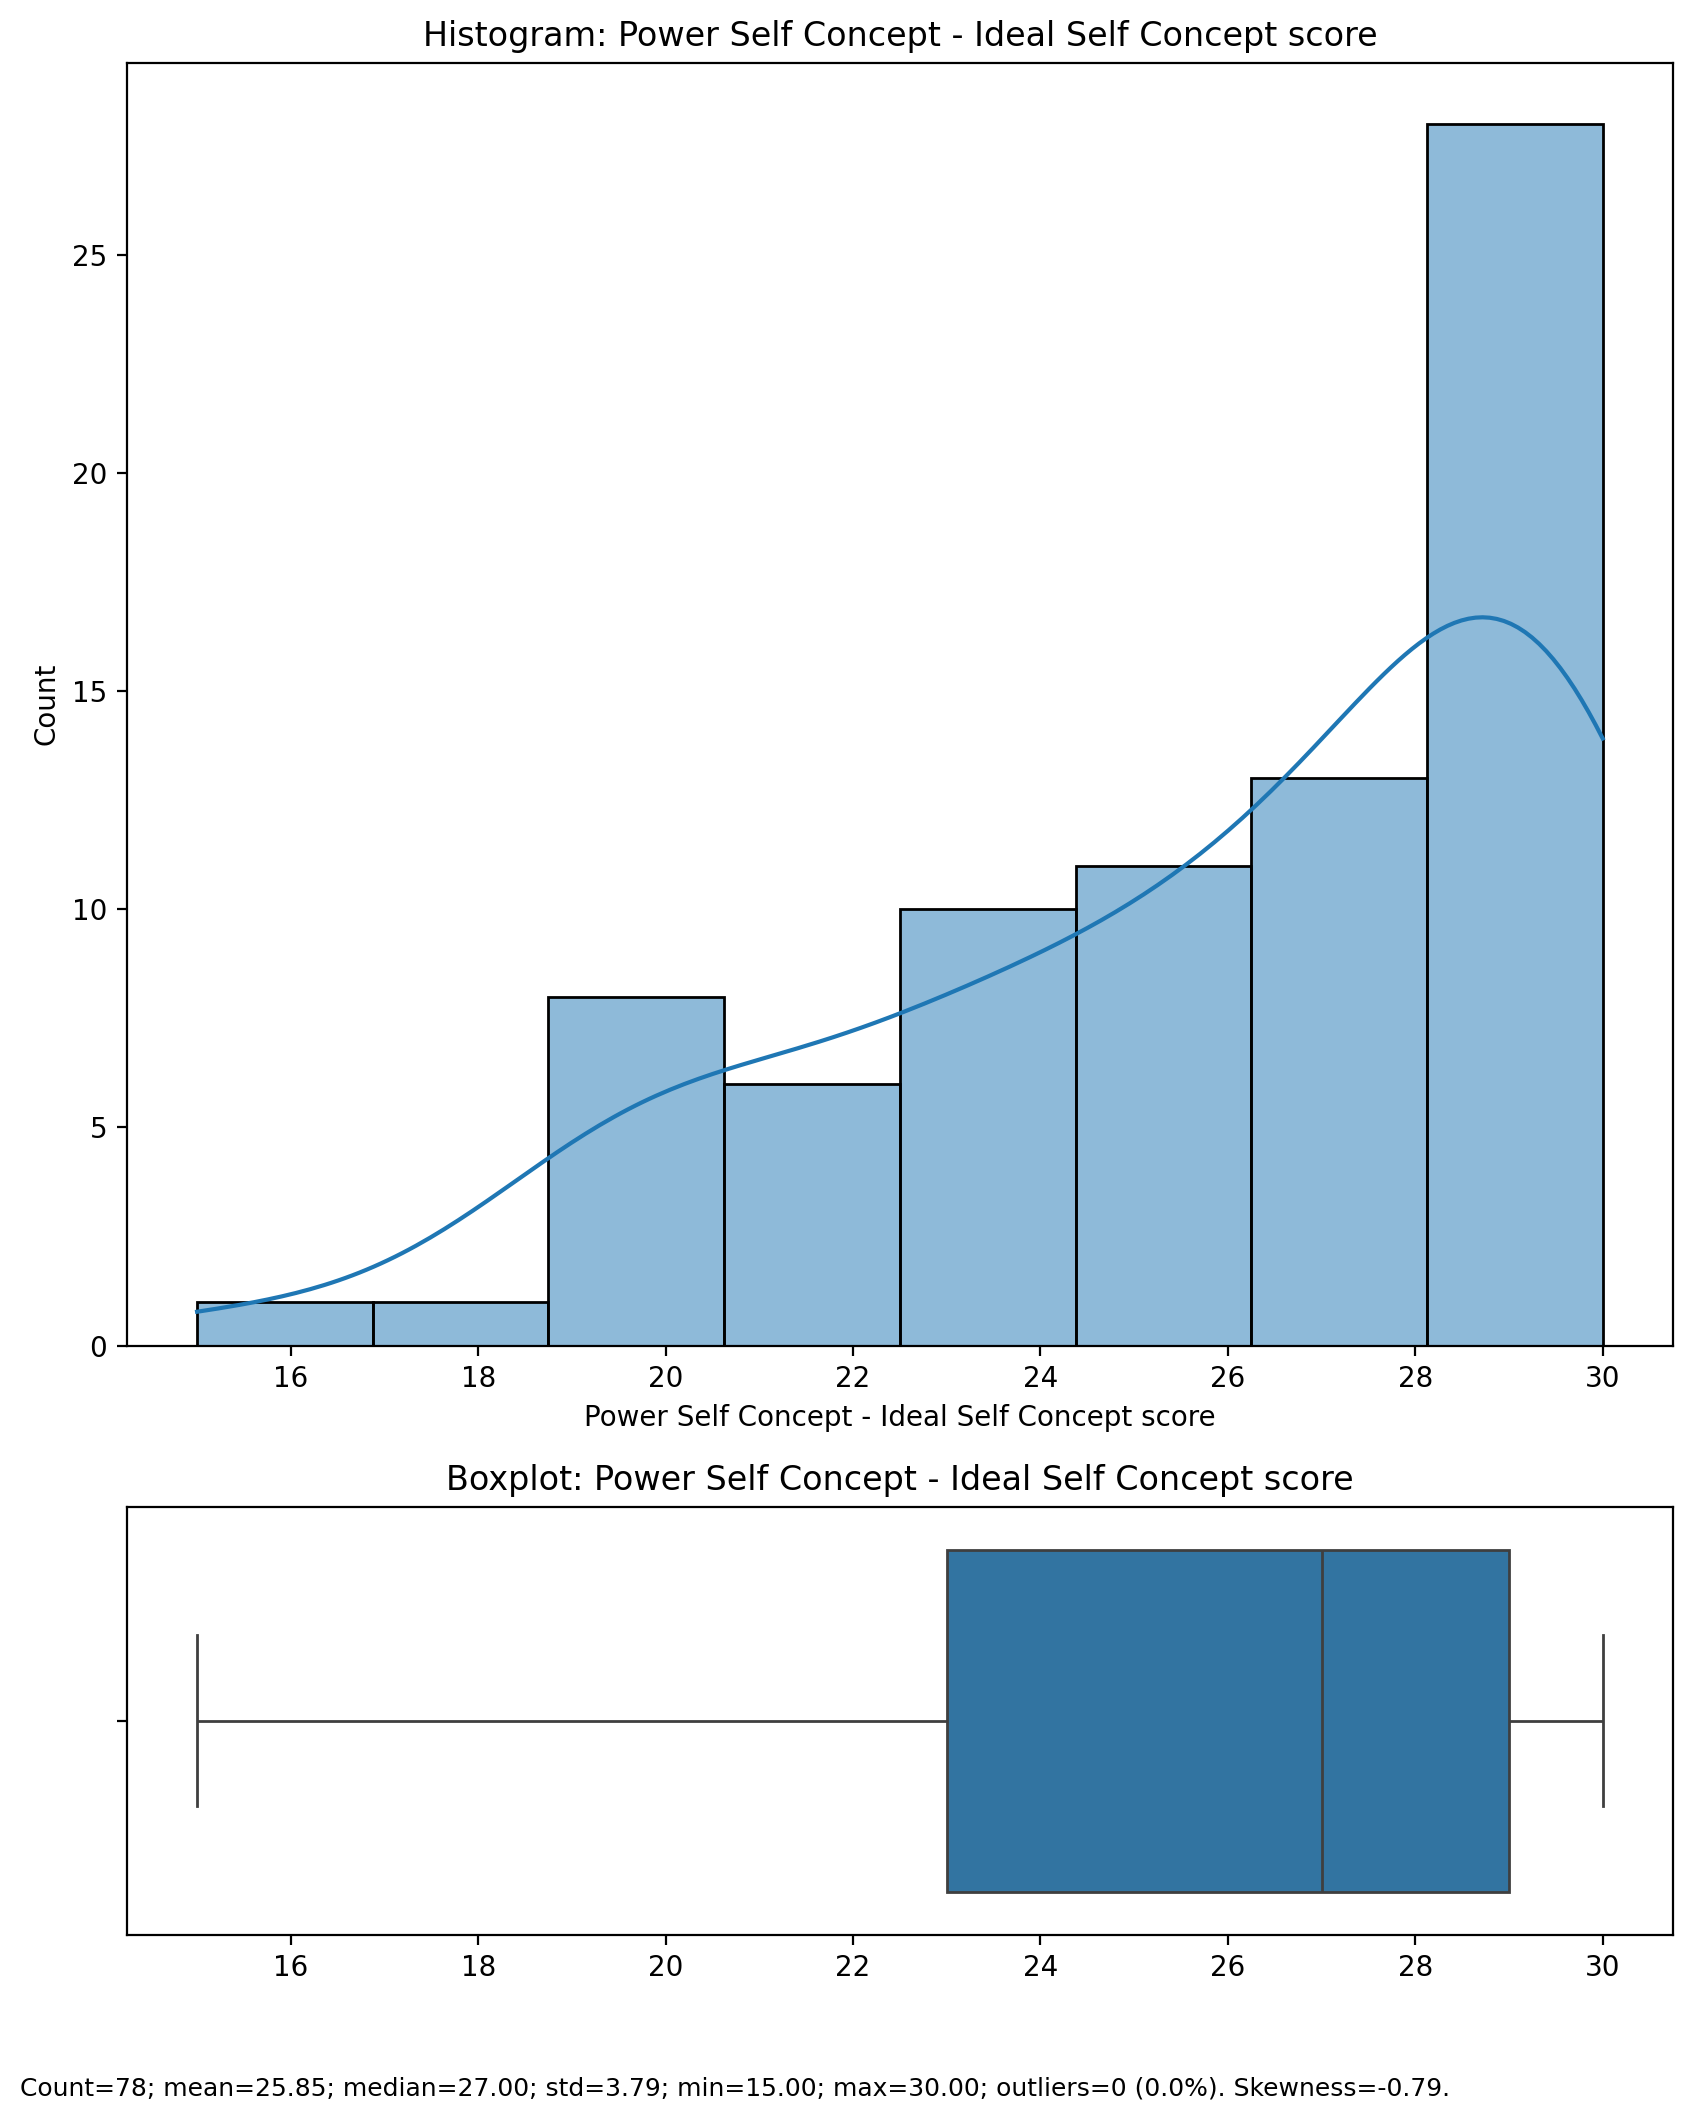 Histogram: Power Self Concept - Ideal Self Concept score
Count
25
20
15
10
5
0
16 18 20 22 24 26 28 30
Power Self Concept - Ideal Self Concept score
Boxplot: Power Self Concept - Ideal Self Concept score
16 18 20 22 24 26 28 30
Count=78; mean=25.85; median=27.00; std=3.79; min=15.00; max=30.00; outliers=0 (0.0%). Skewness=-0.79.